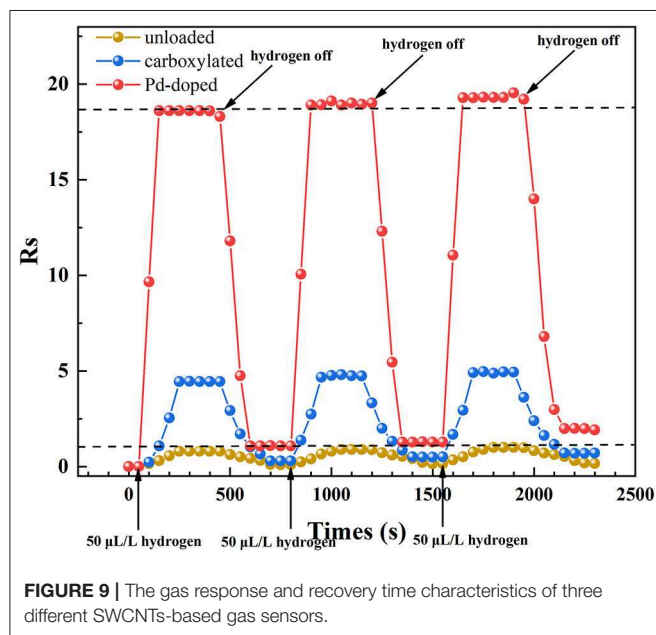 unloaded
carboxylated
Pd-doped
hydrogen off
hydrogen off
hydrogen off
20
15
10
5
0
Rs
0
500
1000
1500
2000
2500
Times (s)
50 μL/L hydrogen
50 μL/L hydrogen
50 μL/L hydrogen
FIGURE 9 | The gas response and recovery time characteristics of three
different SWCNTs-based gas sensors.